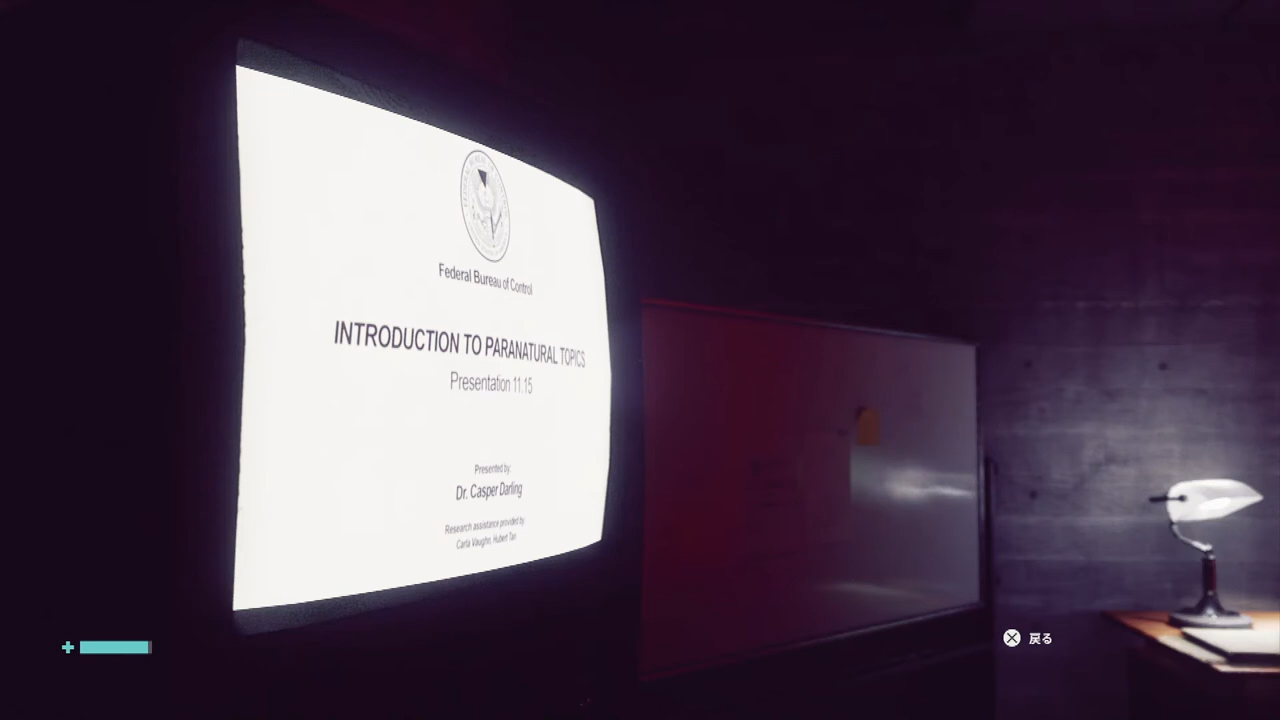 Federal Bureau of Control
INTRODUCTION TO PARANATURAL TOPICS
Presentation 11.15
Presented by:
Dr. Casper Darling
Research assistance provided by
Carla Vaughn, Hubert Tan
戻る